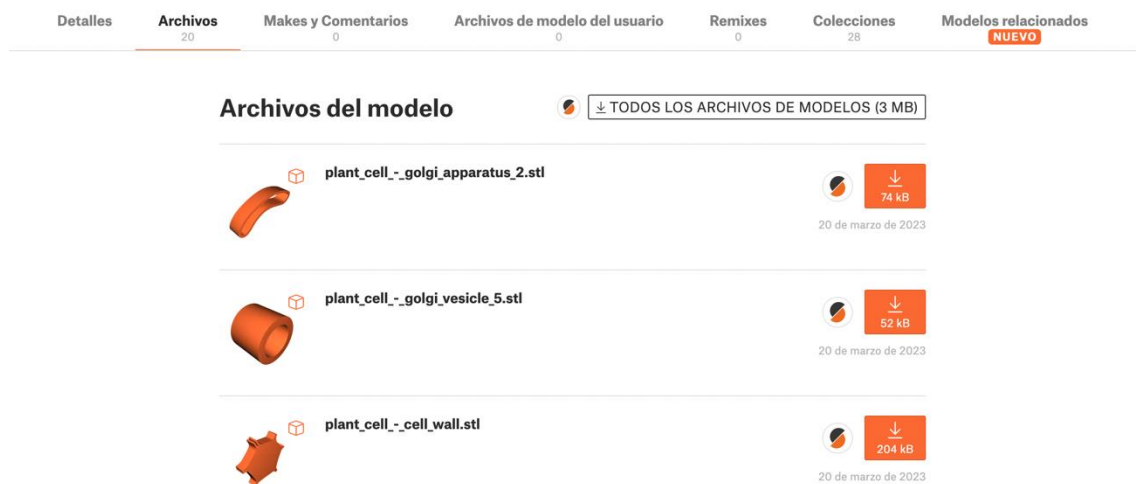 Detalles
Archivos
20
Makes y Comentarios
0
Archivos de modelo del usuario
0
Remixes
0
Colecciones
28
Modelos relacionados
NUEVO
Archivos del modelo
TODOS LOS ARCHIVOS DE MODELOS (3 MB)
plant_cell_-_golgi_apparatus_2.stl
74 kB
20 de marzo de 2023
plant_cell_-_golgi_vesicle_5.stl
52 kB
20 de marzo de 2023
plant_cell_-_cell_wall.stl
204 kB
20 de marzo de 2023